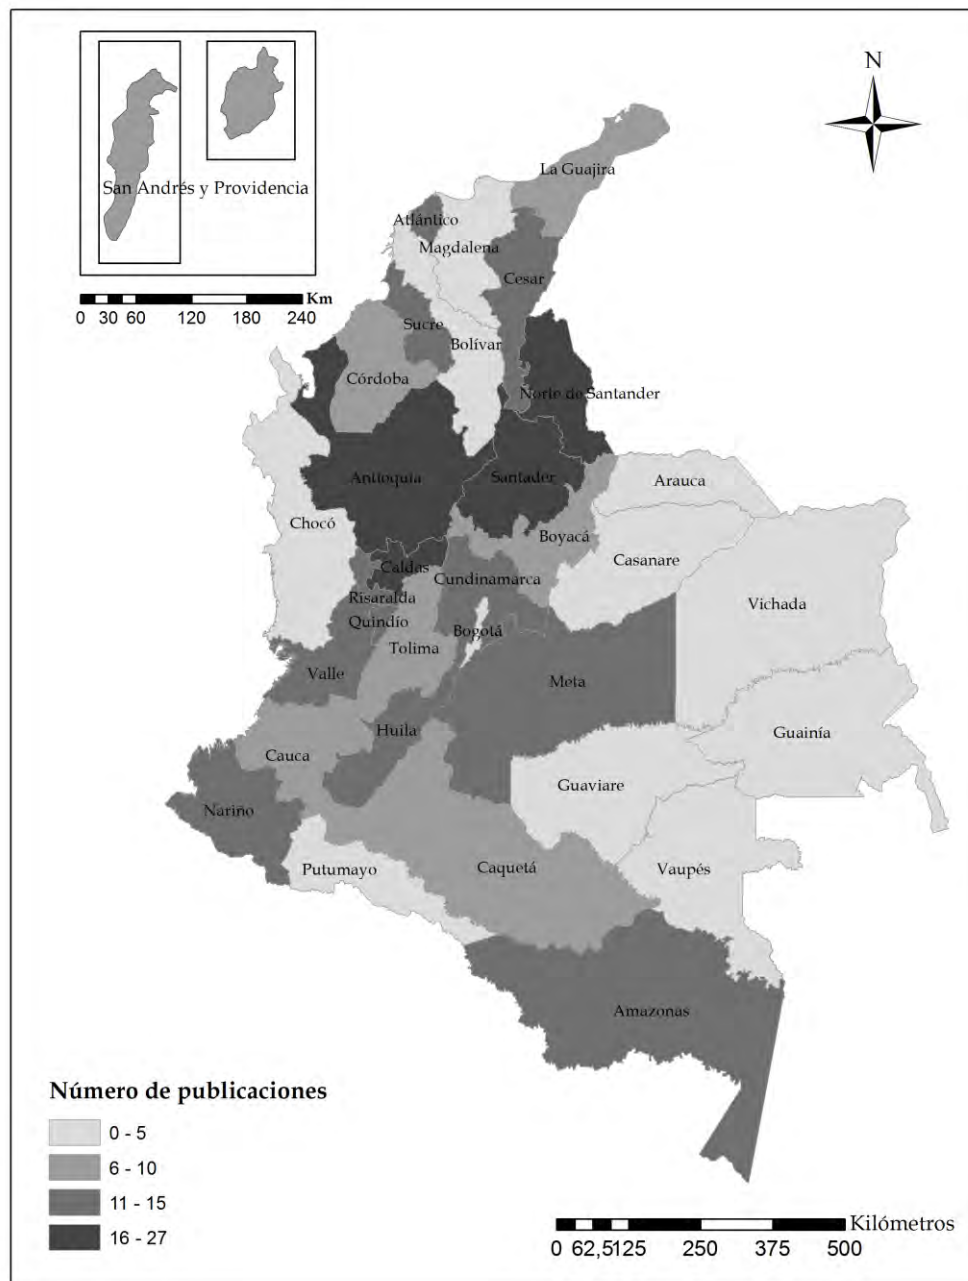 N
San Andrés y Providencia
Km
0 30 60 120 180 240
La Guajira
Atlántico
Magdalena
Cesar
Sucre
Bolívar
Córdoba
Norte de Santander
Antioquia
Santader
Arauca
Chocó
Boyacá
Casanare
Caldas
Cundinamarca
Risaralda
Vichada
Quindío
Bogotá
Tolima
Valle
Meta
Huila
Guainía
Cauca
Guaviare
Nariño
Putumayo
Caquetá
Vaupés
Amazonas
Número de publicaciones
0 - 5
6 - 10
11 - 15
16 - 27
Kilómetros
0 62,5 125 250 375 500